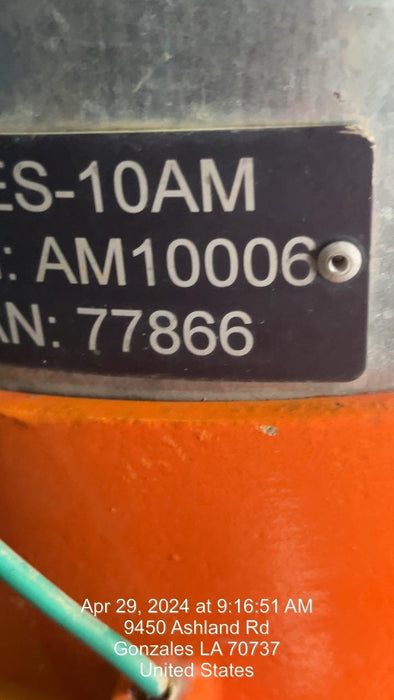 ES-10AM
: AM10006
AN: 77866
Apr 29, 2024 at 9:16:51 AM
9450 Ashland Rd
Gonzales LA 70737
United States